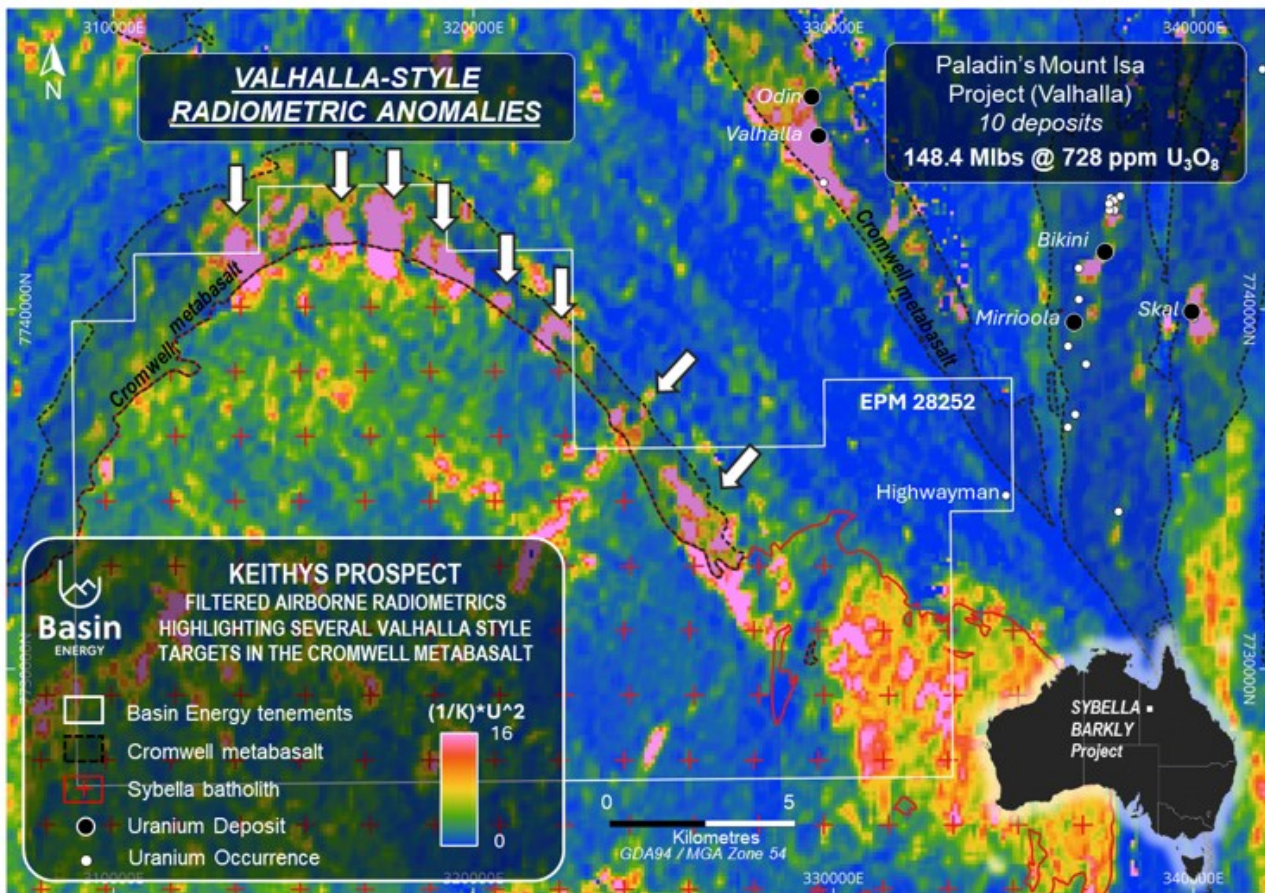 310000E
320000E
330000E
340000E
N
VALHALLA-STYLE
RADIOMETRIC ANOMALIES
Odin
Valhalla
Paladin's Mount Isa
Project (Valhalla)
10 deposits
148.4 Mlbs @ 728 ppm U₃O₈
Cromwell metabasalt
Bikini
Mirrioola
Skal
7740000N
7740000N
Cromwell metabasalt
EPM 28252
Highwayman
Basin
ENERGY
KEITHYS PROSPECT
FILTERED AIRBORNE RADIOMETRICS
HIGHLIGHTING SEVERAL VALHALLA STYLE
TARGETS IN THE CROMWELL METABASALT
7730000N
7730000N
Basin Energy tenements
Cromwell metabasalt
Sybella batholith
Uranium Deposit
Uranium Occurrence
(1/K)*U^2
16
0
0 5
Kilometres
GDA94 / MGA Zone 54
SYBELLA
BARKLY
Project
310000E
320000E
330000E
340000E